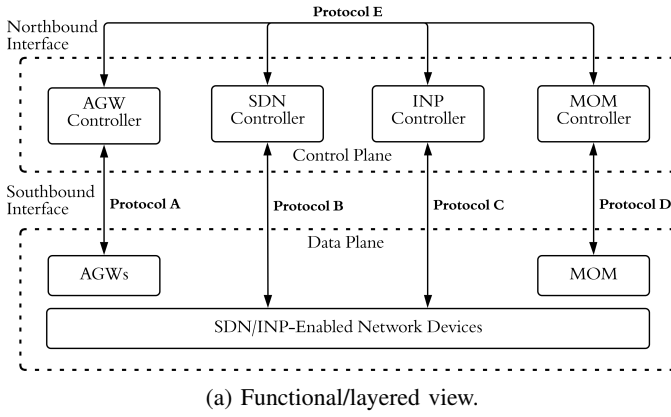 Protocol E
Northbound
Interface
AGW
Controller
SDN
Controller
INP
Controller
MOM
Controller
Control Plane
Southbound
Interface
Protocol A
Protocol B
Protocol C
Protocol D
Data Plane
AGWs
MOM
SDN/INP-Enabled Network Devices
(a) Functional/layered view.